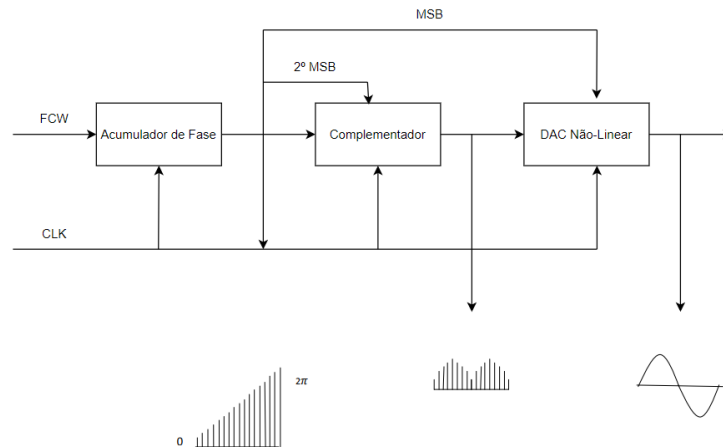 MSB
2º MSB
FCW
Acumulador de Fase
Complementador
DAC Não-Linear
CLK
2π
0